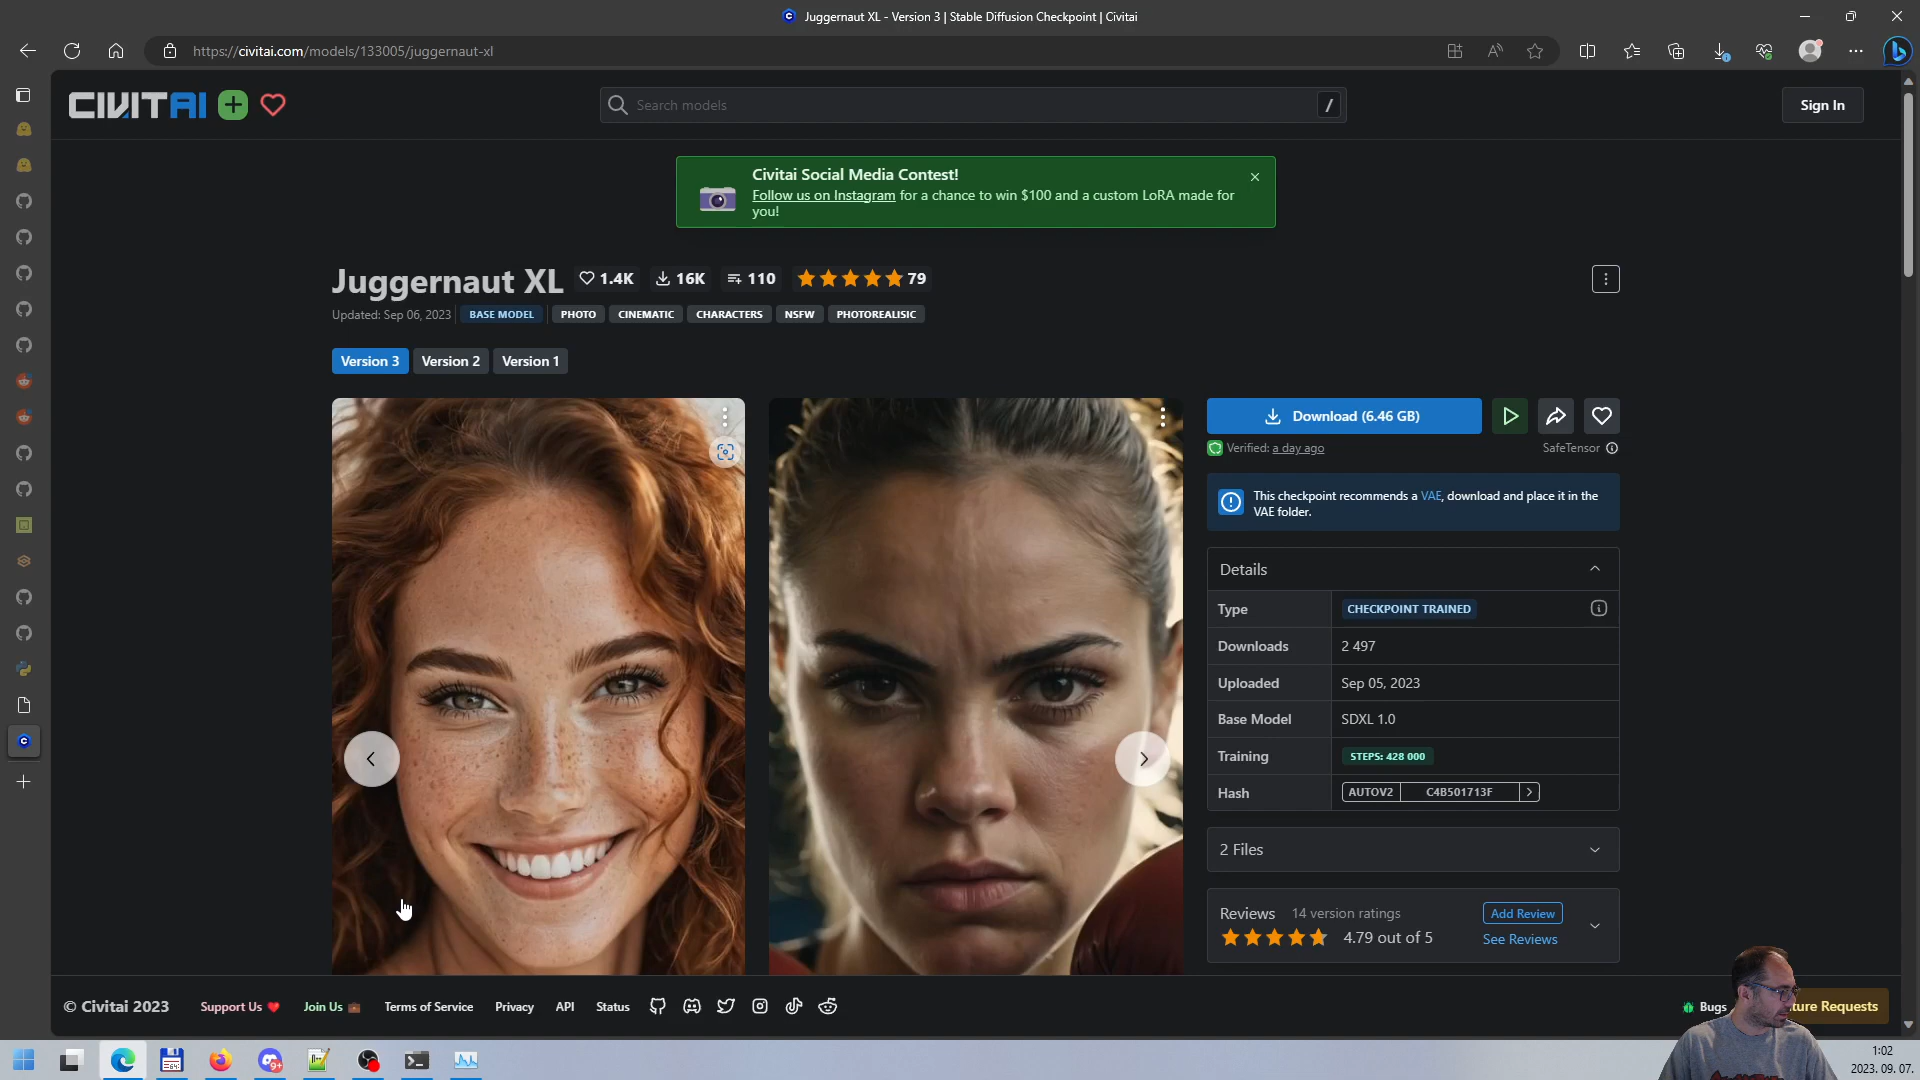 Juggernaut XL - Version 3 | Stable Diffusion Checkpoint | Civitai
https://civitai.com/models/133005/juggernaut-xl
CIVITAI
Search models
/
Sign In
Civitai Social Media Contest!
Follow us on Instagram for a chance to win $100 and a custom LoRA made for
you!
Juggernaut XL 1.4K 16K 110 79
Updated: Sep 06, 2023 BASE MODEL PHOTO CINEMATIC CHARACTERS NSFW PHOTOREALISIC
Version 3 Version 2 Version 1
Download (6.46 GB)
Verified: a day ago SafeTensor
This checkpoint recommends a VAE, download and place it in the
VAE folder.
Details
Type CHECKPOINT TRAINED
Downloads 2 497
Uploaded Sep 05, 2023
Base Model SDXL 1.0
Training STEPS: 428 000
Hash AUTOV2 C4B501713F
2 Files
Reviews 14 version ratings Add Review
4.79 out of 5 See Reviews
© Civitai 2023 Support Us Join Us Terms of Service Privacy API Status Bugs ture Requests
9+
64
1:02
2023. 09. 07.